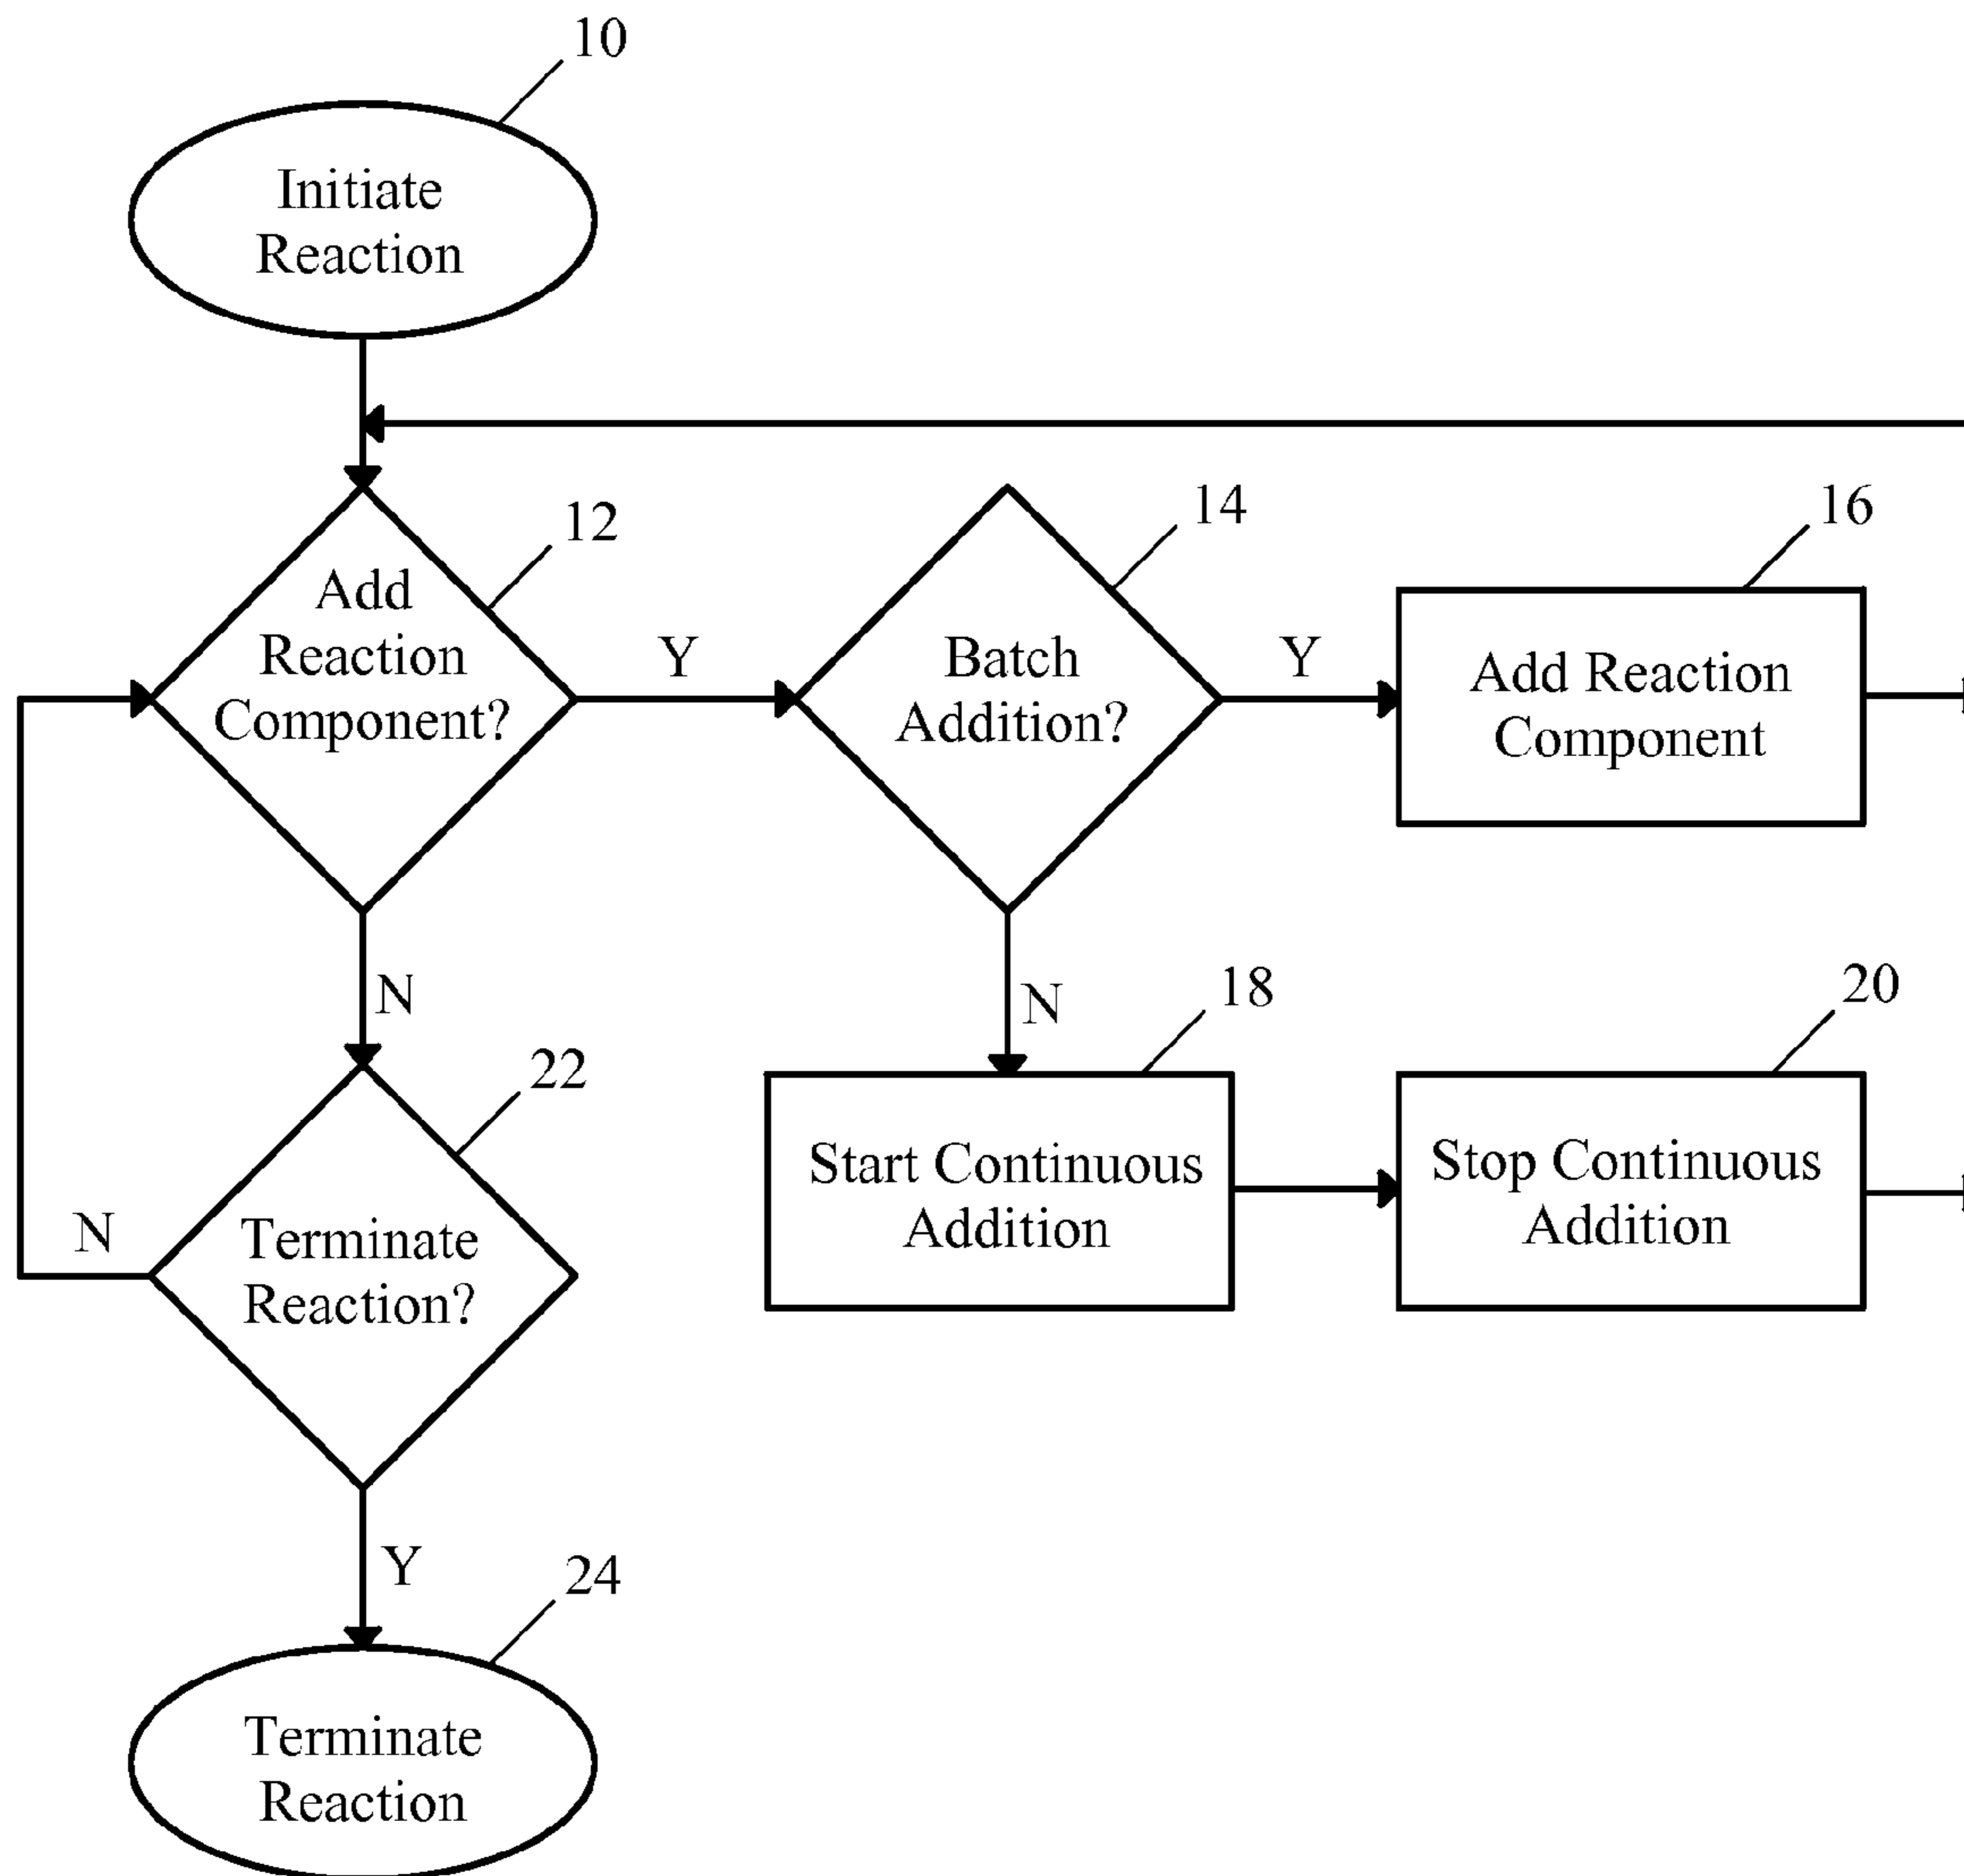 10
Initiate
Reaction
12
Add
Reaction
Component?
Y
14
Batch
Addition?
Y
16
Add Reaction
Component
N
N
18
Start Continuous
Addition
20
Stop Continuous
Addition
22
Terminate
Reaction?
N
Y
24
Terminate
Reaction